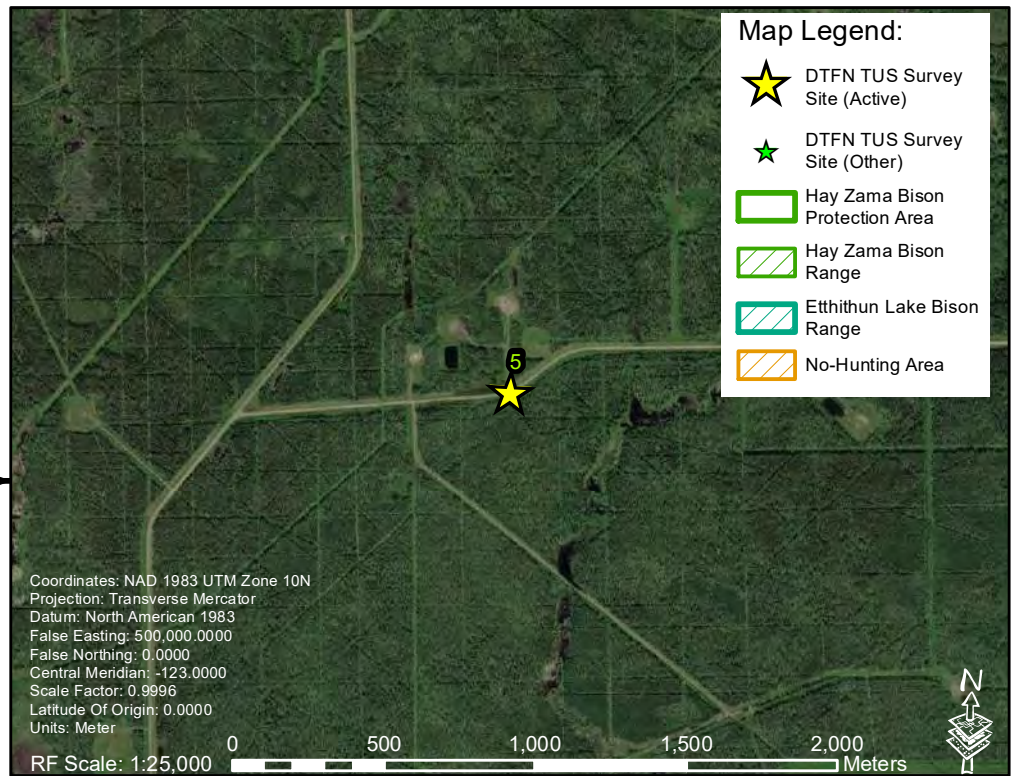 Map Legend:
DTFN TUS Survey
Site (Active)
DTFN TUS Survey
Site (Other)
Hay Zama Bison
Protection Area
Hay Zama Bison
Range
Etthithun Lake Bison
Range
No-Hunting Area
5
Coordinates: NAD 1983 UTM Zone 10N
Projection: Transverse Mercator
Datum: North American 1983
False Easting: 500,000.0000
False Northing: 0.0000
Central Meridian: -123.0000
Scale Factor: 0.9996
Latitude Of Origin: 0.0000
Units: Meter
RF Scale: 1:25,000
0 500 1,000 1,500 2,000
Meters
N